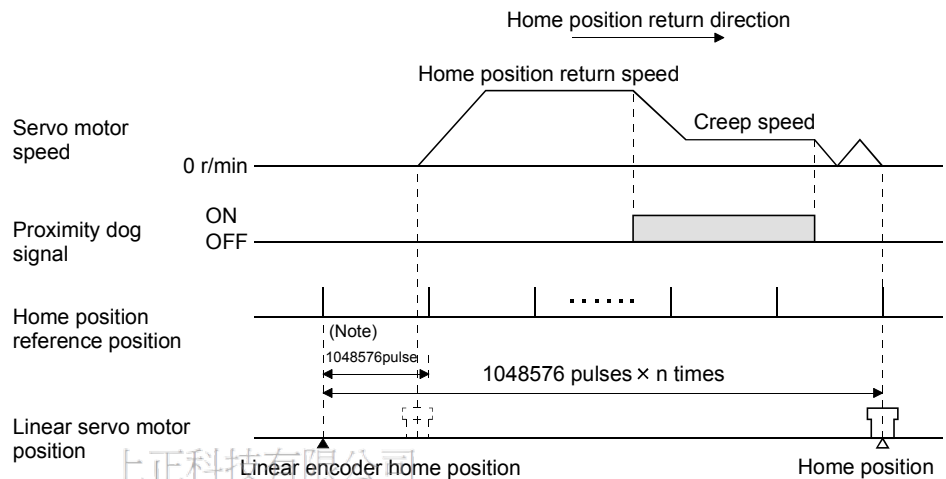 Home position return direction
Home position return speed
Servo motor
speed
Creep speed
0 r/min
ON
OFF
Proximity dog
signal
Home position
reference position
(Note)
1048576pulse
1048576 pulses × n times
Linear servo motor
position
上正科技有限公司
Linear encoder home position
Home position